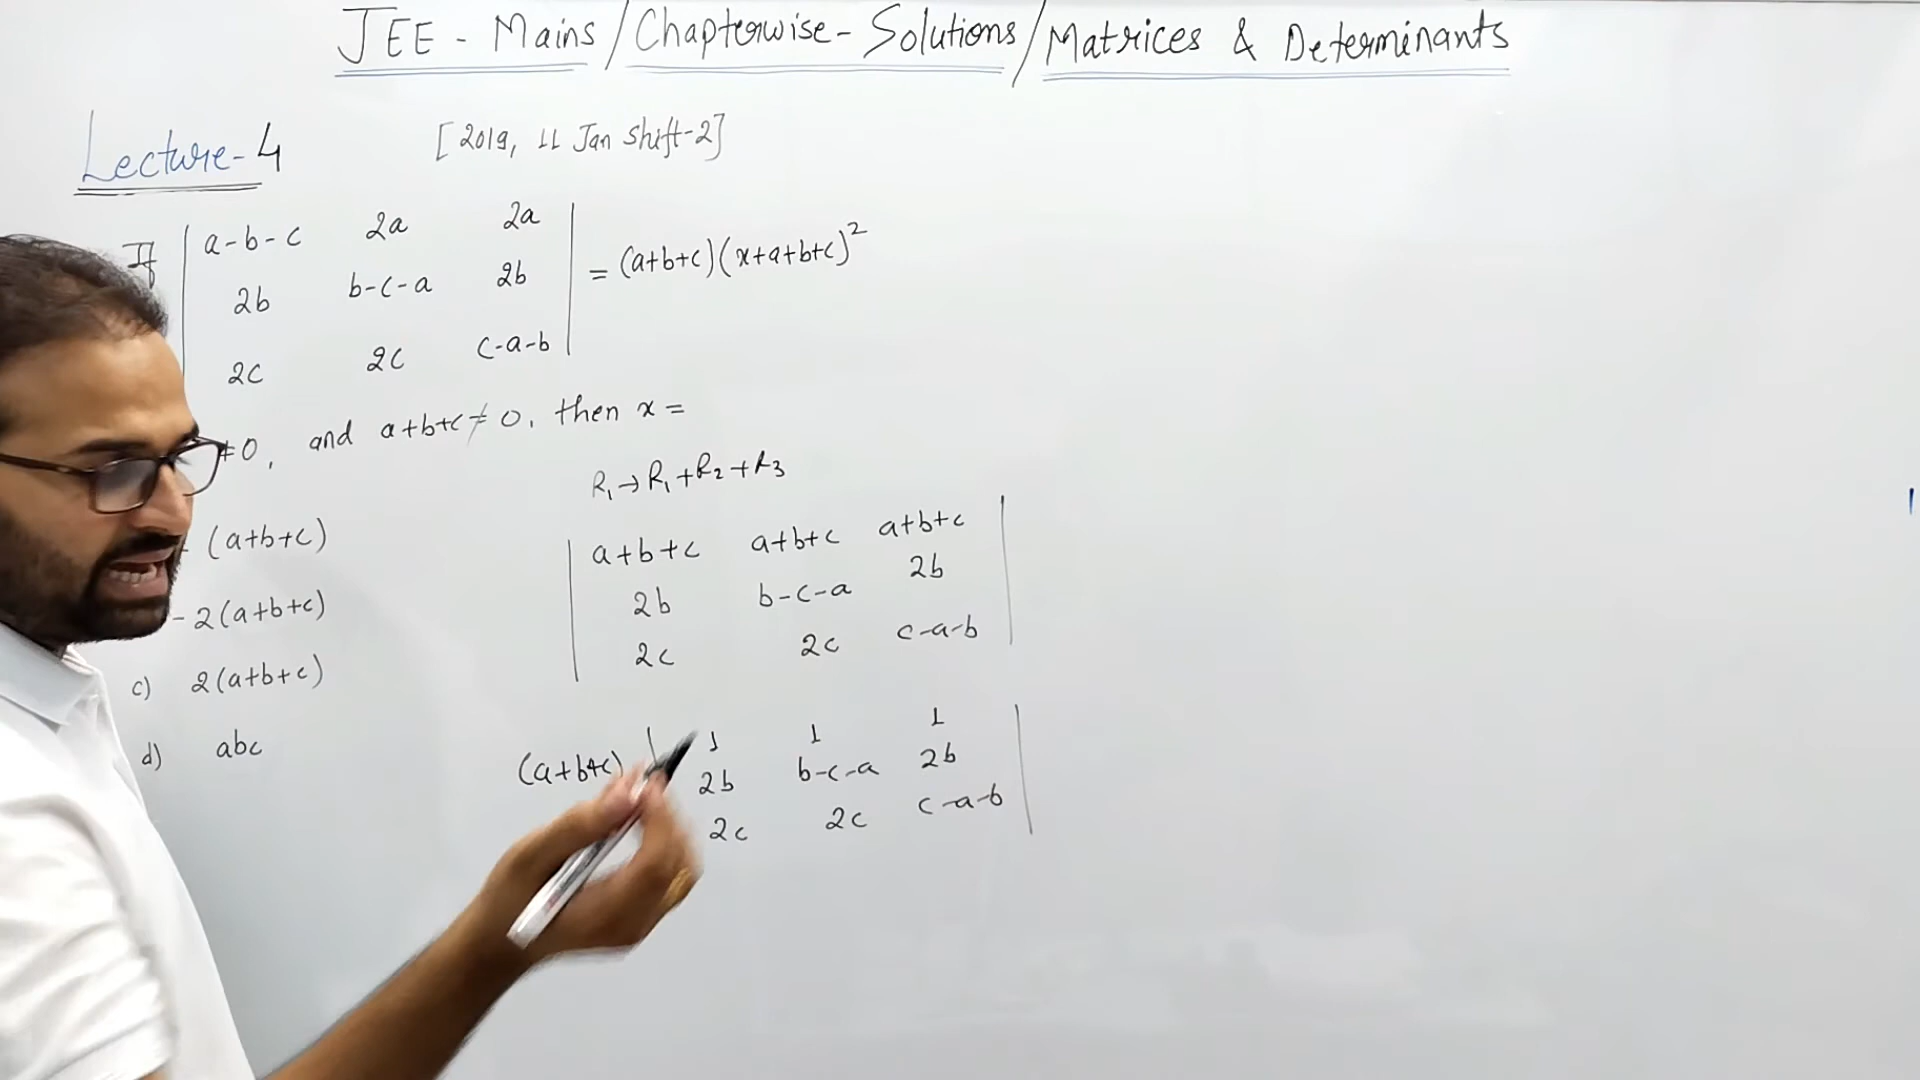 JEE - Mains / Chapterwise - Solutions / Matrices & Determinants
Lecture-4
[2019, 11 Jan Shift-2]
If | a-b-c 2a 2a |
2b b-c-a 2b = (a+b+c)(x+a+b+c)²
2c 2c c-a-b
≠0, and a+b+c ≠ 0, then x =
R₁→R₁+R₂+R₃
(a+b+c)
-2(a+b+c)
c) 2(a+b+c)
d) abc
| a+b+c a+b+c a+b+c |
2b b-c-a 2b
2c 2c c-a-b
(a+b+c) | 1 1 1 |
2b b-c-a 2b
2c 2c c-a-b